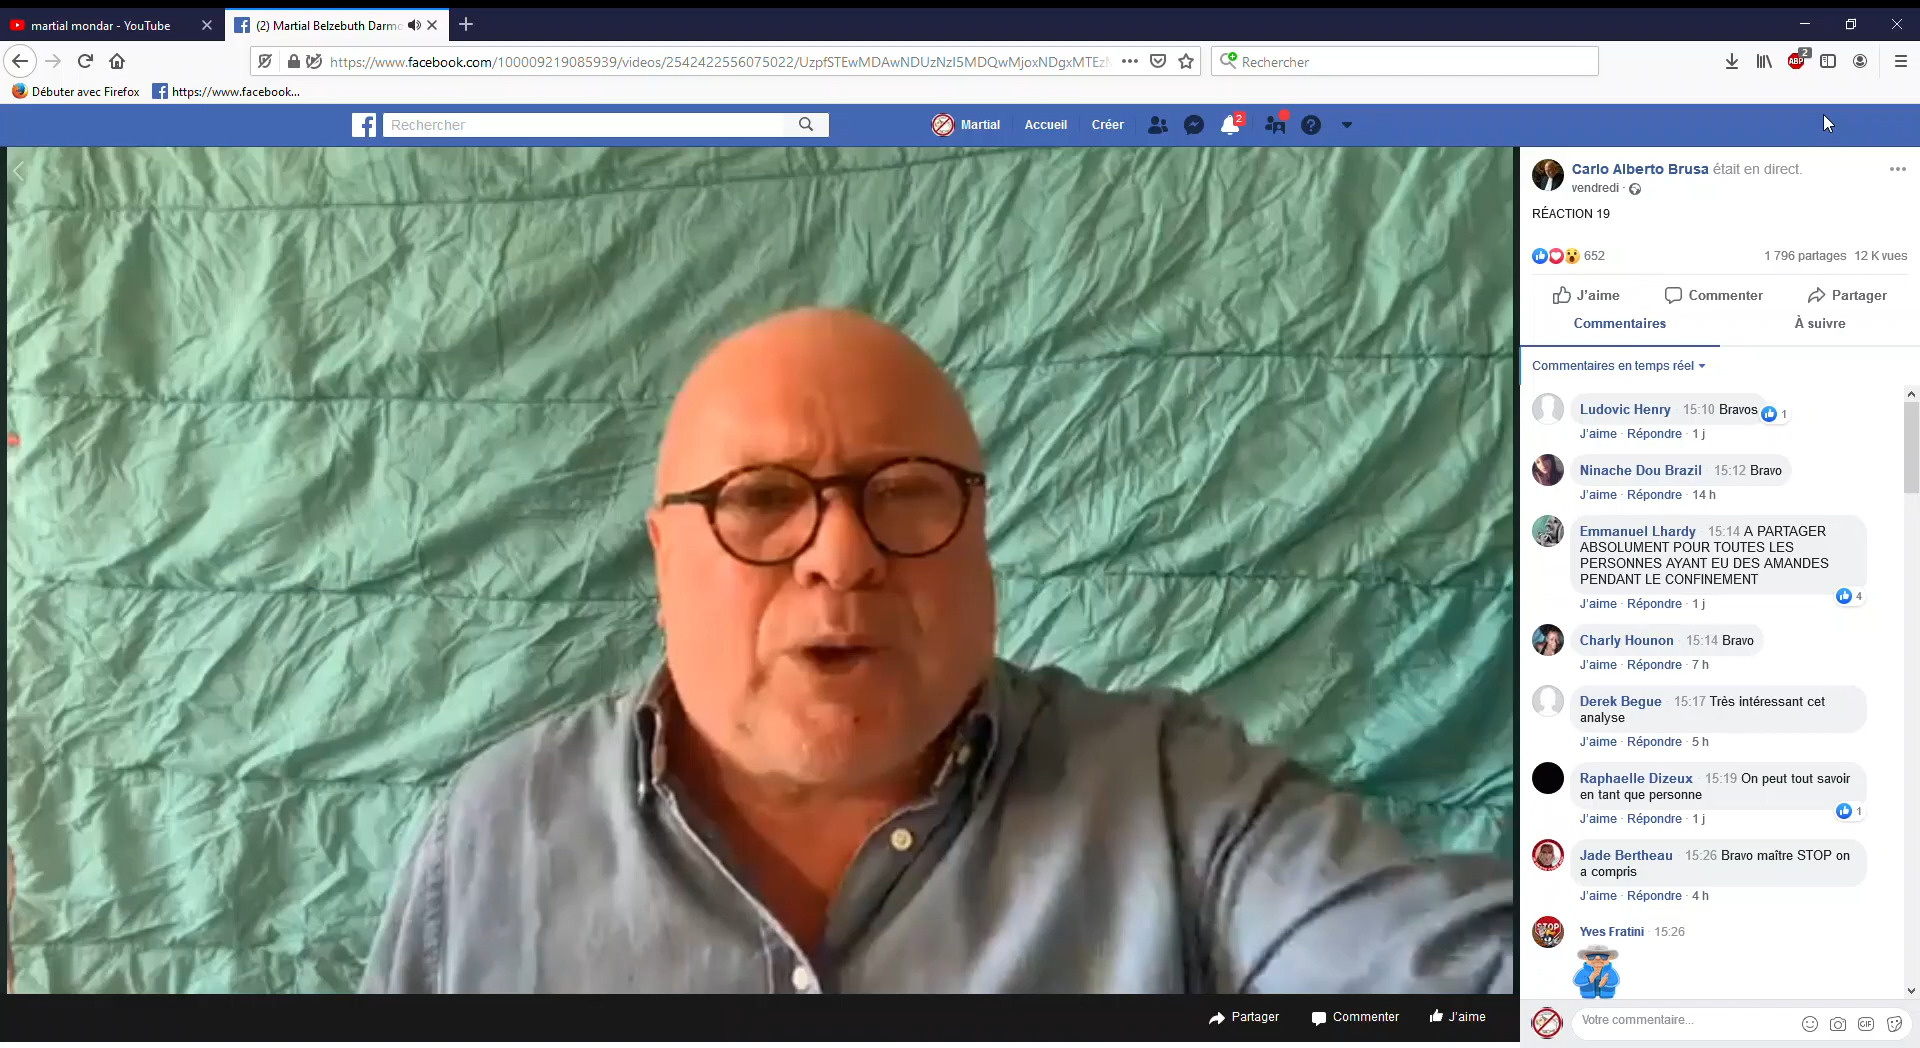 martial mondar - YouTube
(2) Martial Belzebuth Darmo
https://www.facebook.com/100009219085939/videos/2542422556075022/UzpfSTEwMDAwNDUzNzI5MDQwMjoxNDgxMTEzN
Rechercher
ABP
2
Débuter avec Firefox
https://www.facebook...
Rechercher
Martial
Accueil
Créer
2
Carlo Alberto Brusa était en direct.
vendredi ·
RÉACTION 19
652
1 796 partages 12 K vues
J'aime
Commenter
Partager
Commentaires
À suivre
Commentaires en temps réel
Ludovic Henry · 15:10 Bravos
1
J'aime · Répondre · 1 j
Ninache Dou Brazil · 15:12 Bravo
J'aime · Répondre · 14 h
Emmanuel Lhardy · 15:14 A PARTAGER
ABSOLUMENT POUR TOUTES LES
PERSONNES AYANT EU DES AMANDES
PENDANT LE CONFINEMENT
4
J'aime · Répondre · 1 j
Charly Hounon · 15:14 Bravo
J'aime · Répondre · 7 h
Derek Begue · 15:17 Très intéressant cet
analyse
J'aime · Répondre · 5 h
Raphaelle Dizeux · 15:19 On peut tout savoir
en tant que personne
1
J'aime · Répondre · 1 j
Jade Bertheau · 15:26 Bravo maître STOP on
a compris
J'aime · Répondre · 4 h
STOP
Yves Fratini · 15:26
Partager
Commenter
J'aime
Votre commentaire...
GIF